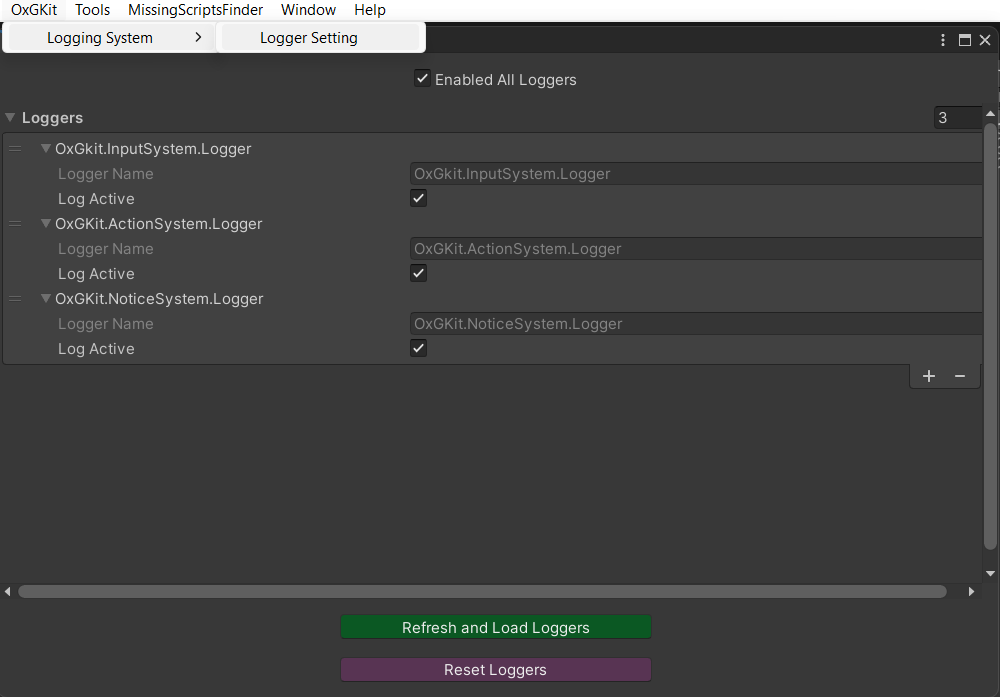 OxGKit Tools MissingScriptsFinder Window Help
Logging System Logger Setting
Enabled All Loggers
Loggers 3
OxGkit.InputSystem.Logger
Logger Name OxGkit.InputSystem.Logger
Log Active
OxGKit.ActionSystem.Logger
Logger Name OxGKit.ActionSystem.Logger
Log Active
OxGKit.NoticeSystem.Logger
Logger Name OxGKit.NoticeSystem.Logger
Log Active
Refresh and Load Loggers
Reset Loggers